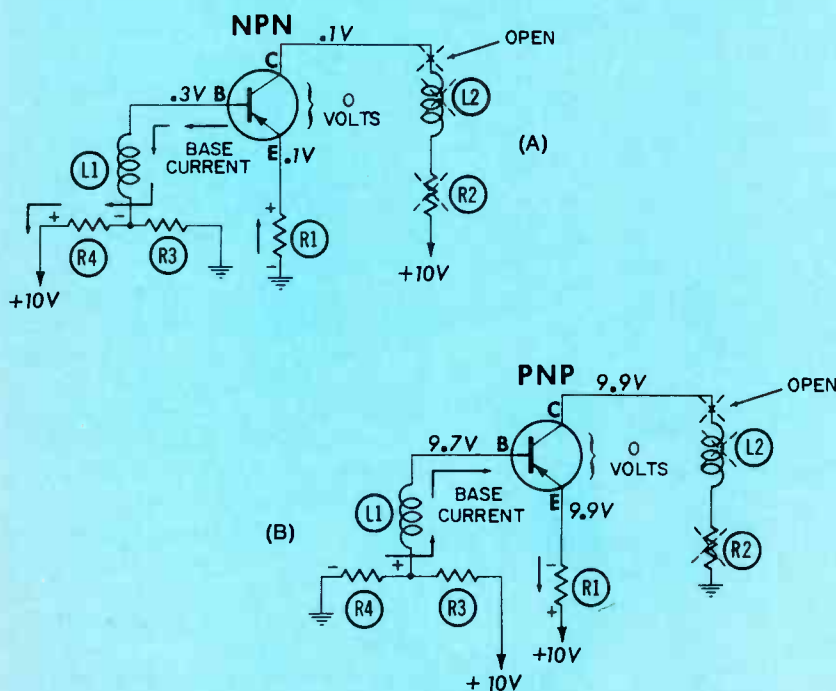 NPN
.1V
OPEN
C
.3V
B
0
VOLTS
L2
(A)
BASE
CURRENT
E
.1V
L1
R2
+
-
+
R1
R4
R3
-
+10V
+10V
PNP
9.9V
OPEN
C
9.7V
B
0
VOLTS
L2
BASE
CURRENT
E
9.9V
(B)
L1
R2
-
+
-
R1
R4
R3
+
+10V
+10V